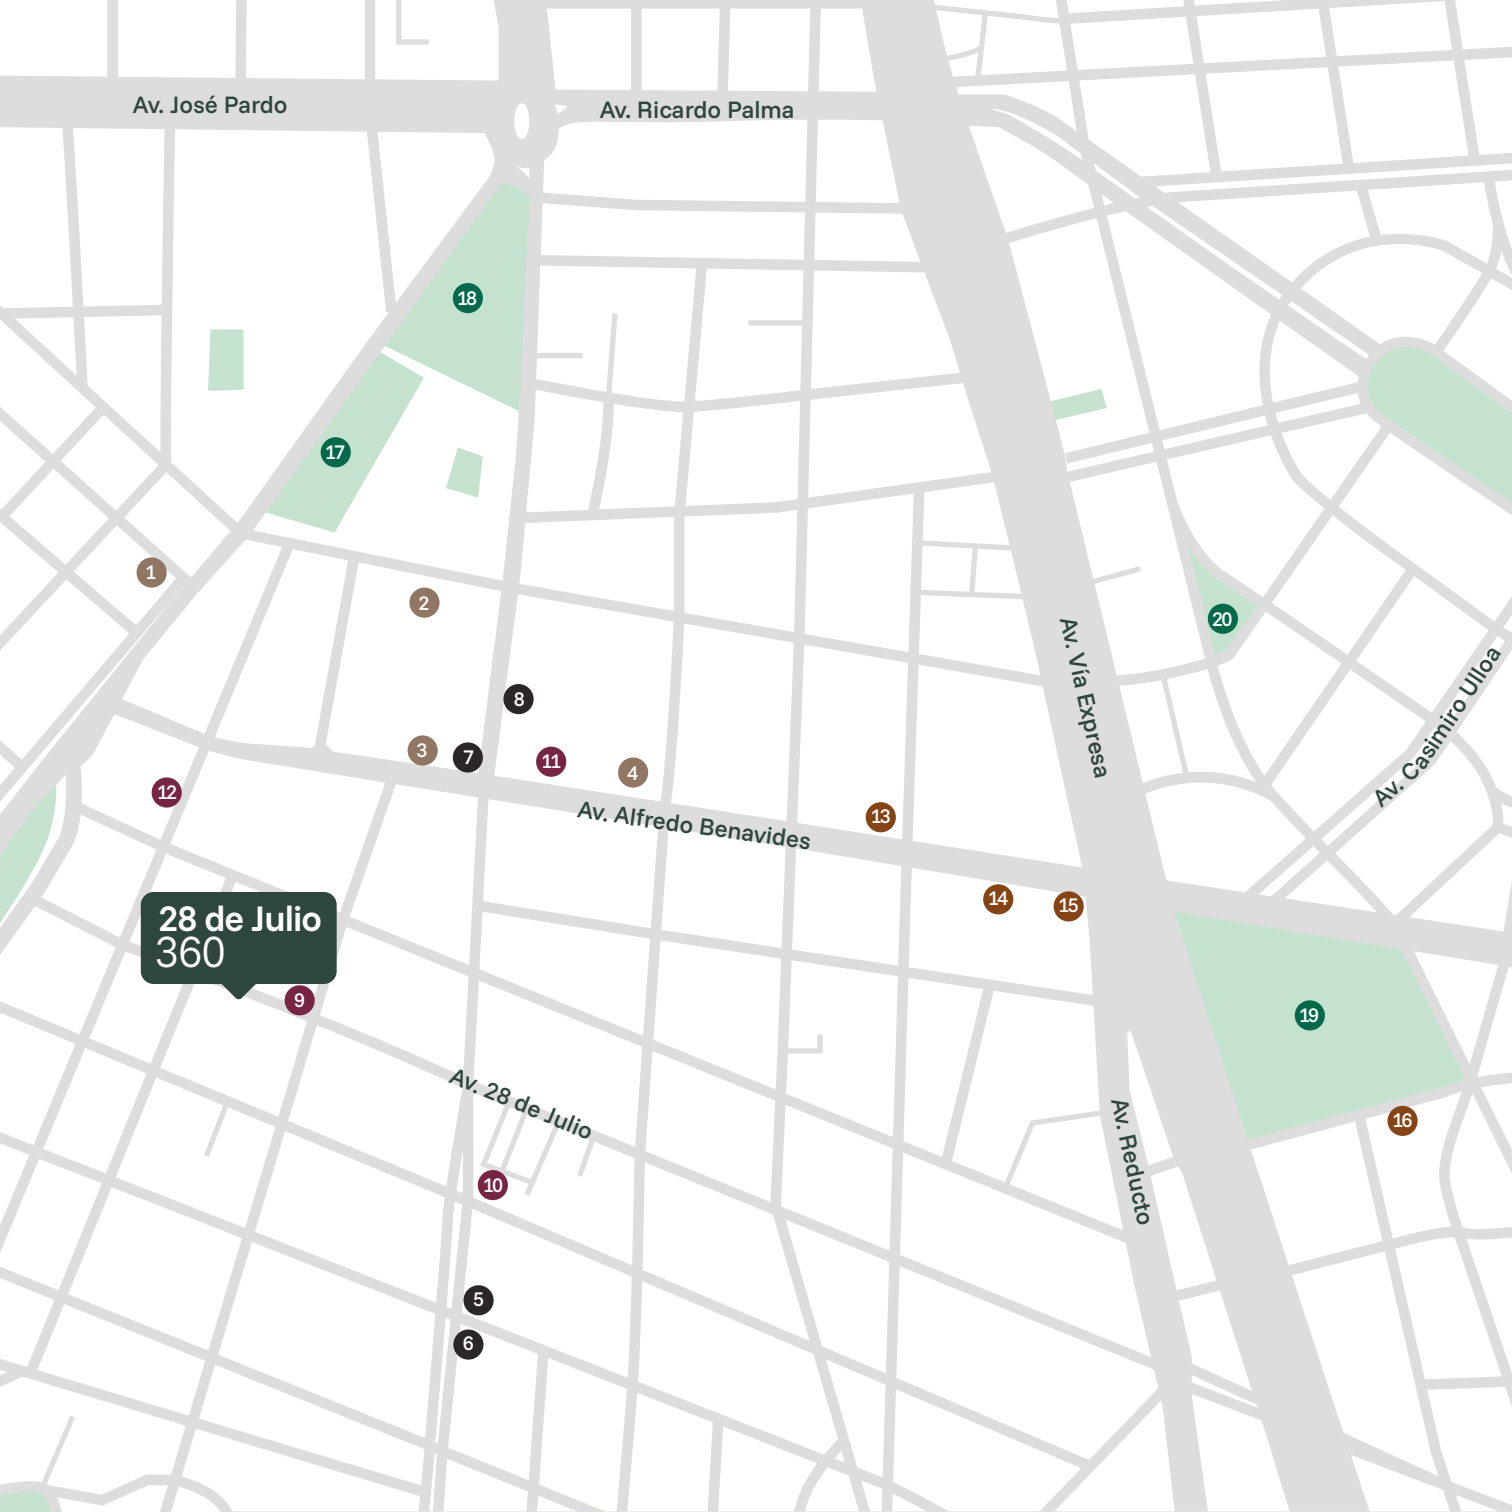 Av. José Pardo
Av. Ricardo Palma
18
17
1
2
20
Av. Vía Expresa
Av. Casimiro Ulloa
8
3
7
11
4
12
Av. Alfredo Benavides
13
14
15
28 de Julio
360
9
19
Av. 28 de Julio
Av. Reducto
16
10
5
6